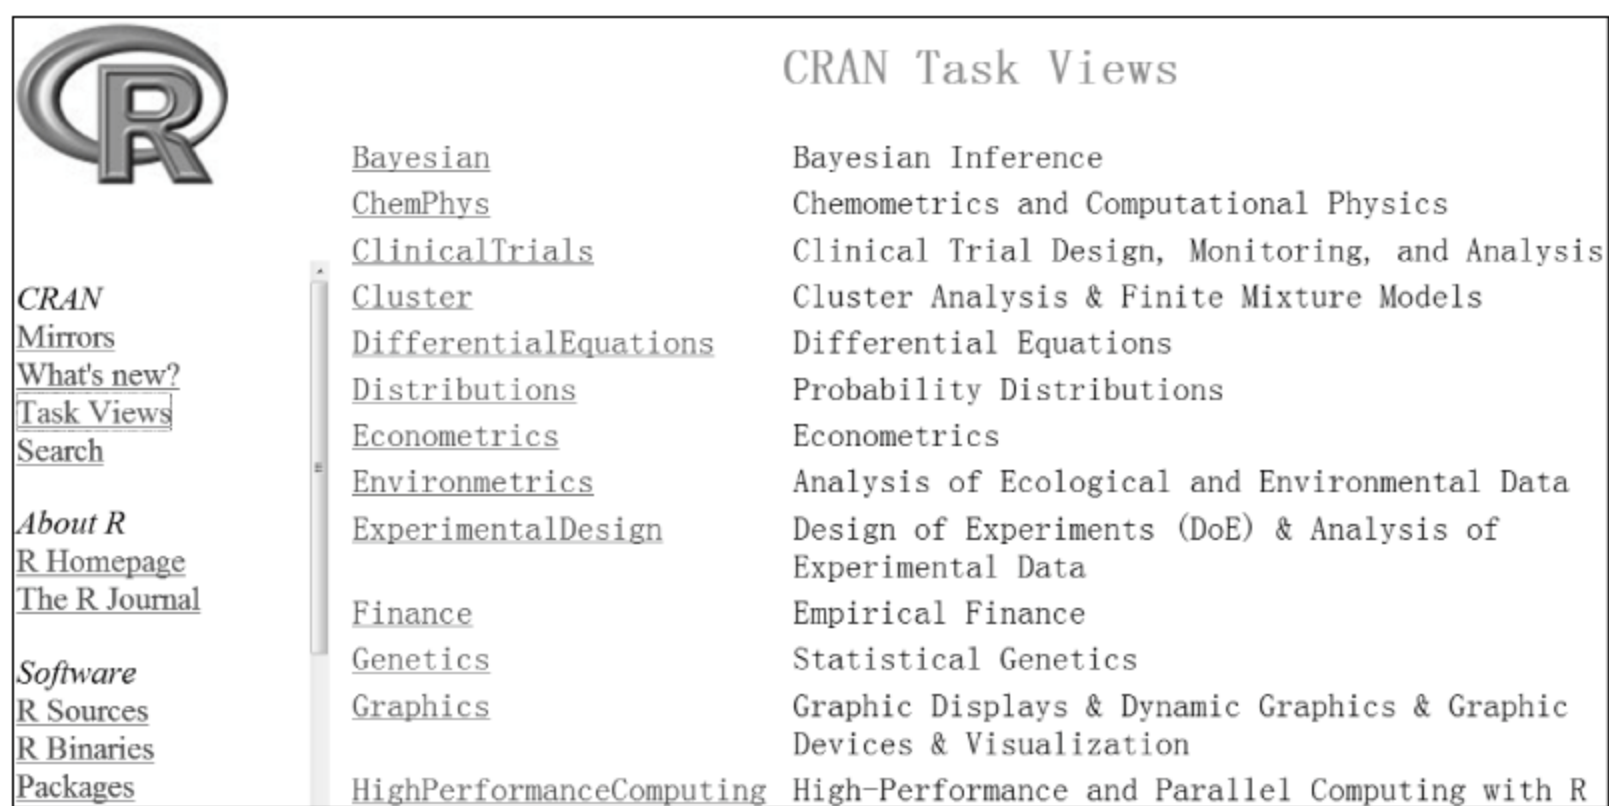 R
CRAN
Mirrors
What's new?
Task Views
Search
About R
R Homepage
The R Journal
Software
R Sources
R Binaries
Packages
CRAN Task Views
Bayesian Bayesian Inference
ChemPhys Chemometrics and Computational Physics
ClinicalTrials Clinical Trial Design, Monitoring, and Analysis
Cluster Cluster Analysis & Finite Mixture Models
DifferentialEquations Differential Equations
Distributions Probability Distributions
Econometrics Econometrics
Environmetrics Analysis of Ecological and Environmental Data
ExperimentalDesign Design of Experiments (DoE) & Analysis of
Experimental Data
Finance Empirical Finance
Genetics Statistical Genetics
Graphics Graphic Displays & Dynamic Graphics & Graphic
Devices & Visualization
HighPerformanceComputing High-Performance and Parallel Computing with R